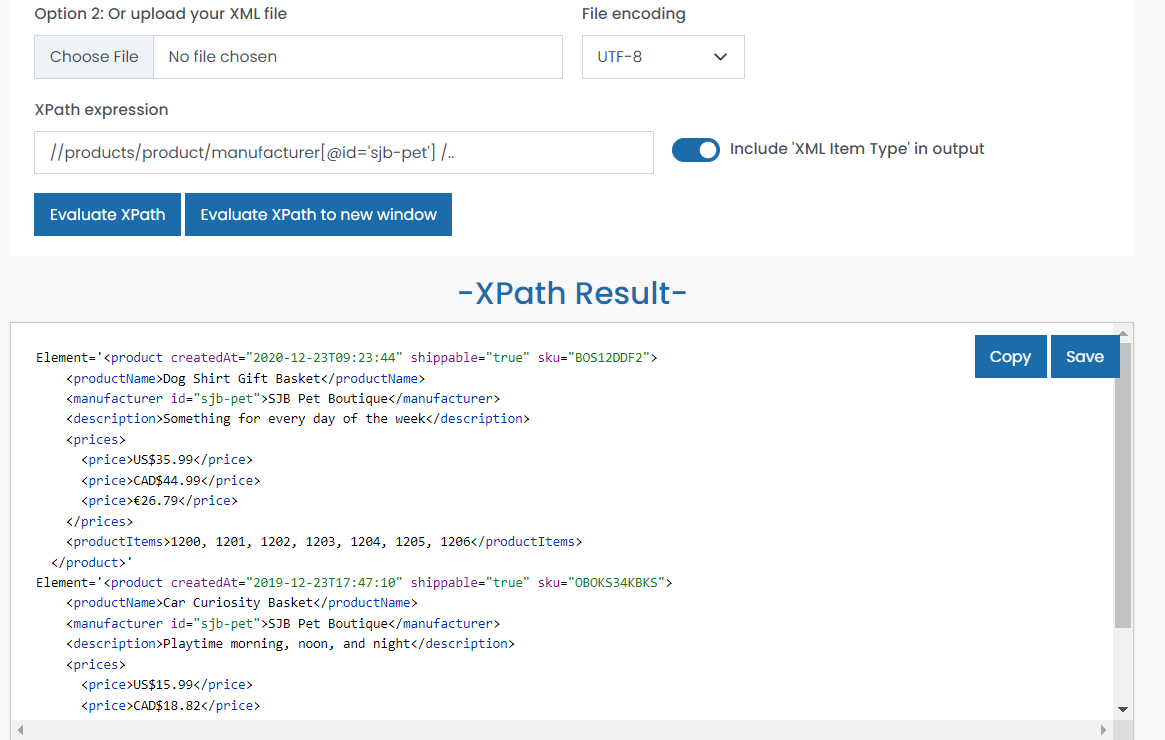 Option 2: Or upload your XML file File encoding
Choose File No file chosen UTF-8
XPath expression
//products/product/manufacturer[@id='sjb-pet'] /.. Include 'XML Item Type' in output
Evaluate XPath Evaluate XPath to new window
-XPath Result-
Copy Save
Element='<product createdAt="2020-12-23T09:23:44" shippable="true" sku="BOS12DDF2">
<productName>Dog Shirt Gift Basket</productName>
<manufacturer id="sjb-pet">SJB Pet Boutique</manufacturer>
<description>Something for every day of the week</description>
<prices>
<price>US$35.99</price>
<price>CAD$44.99</price>
<price>€26.79</price>
</prices>
<productItems>1200, 1201, 1202, 1203, 1204, 1205, 1206</productItems>
</product>'
Element='<product createdAt="2019-12-23T17:47:10" shippable="true" sku="OBOKS34KBKS">
<productName>Car Curiosity Basket</productName>
<manufacturer id="sjb-pet">SJB Pet Boutique</manufacturer>
<description>Playtime morning, noon, and night</description>
<prices>
<price>US$15.99</price>
<price>CAD$18.82</price>